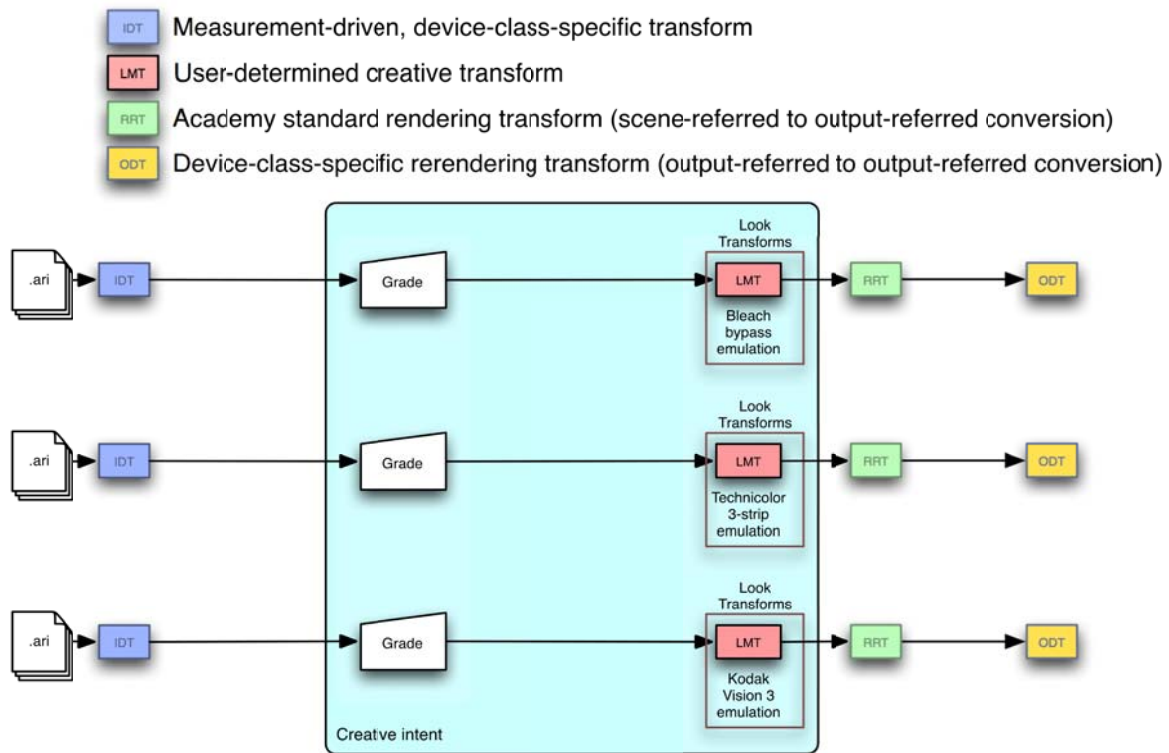 IDT Measurement-driven, device-class-specific transform
LMT User-determined creative transform
RRT Academy standard rendering transform (scene-referred to output-referred conversion)
ODT Device-class-specific rerendering transform (output-referred to output-referred conversion)
Look
Transforms
.ari IDT Grade LMT RRT ODT
Bleach
bypass
emulation
Look
Transforms
.ari IDT Grade LMT RRT ODT
Technicolor
3-strip
emulation
Look
Transforms
.ari IDT Grade LMT RRT ODT
Kodak
Vision 3
emulation
Creative intent